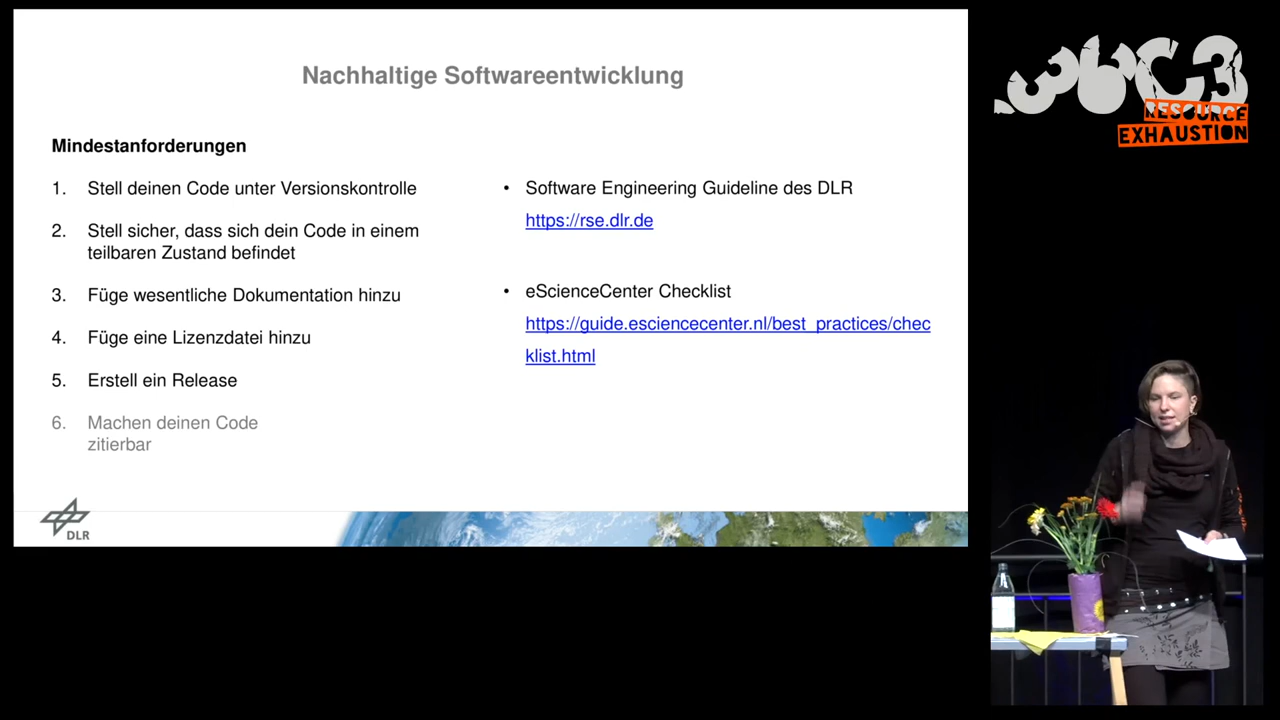 Nachhaltige Softwareentwicklung
Mindestanforderungen
1. Stell deinen Code unter Versionskontrolle
2. Stell sicher, dass sich dein Code in einem
teilbaren Zustand befindet
3. Füge wesentliche Dokumentation hinzu
4. Füge eine Lizenzdatei hinzu
5. Erstell ein Release
6. Machen deinen Code
zitierbar
• Software Engineering Guideline des DLR
https://rse.dlr.de
• eScienceCenter Checklist
https://guide.esciencecenter.nl/best_practices/chec
klist.html
DLR
36C3
RESOURCE
EXHAUSTION